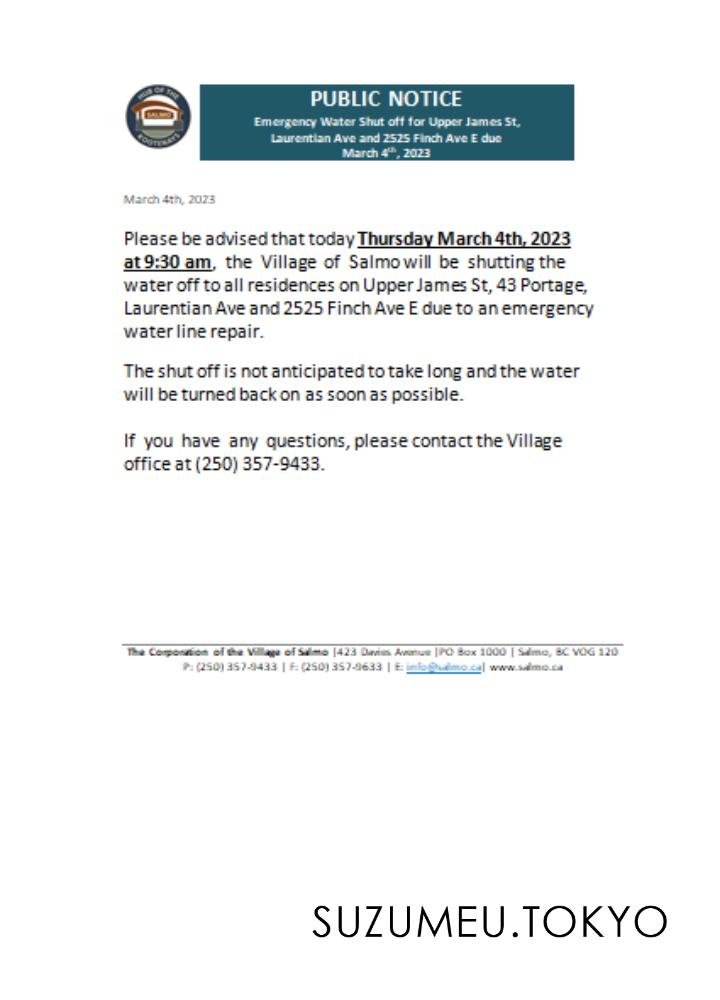 HUB OF THE
SALMO
KOOTENAYS
PUBLIC NOTICE
Emergency Water Shut off for Upper James St,
Laurentian Ave and 2525 Finch Ave E due
March 4th, 2023
March 4th, 2023
Please be advised that today Thursday March 4th, 2023
at 9:30 am, the Village of Salmo will be shutting the
water off to all residences on Upper James St, 43 Portage,
Laurentian Ave and 2525 Finch Ave E due to an emergency
water line repair.
The shut off is not anticipated to take long and the water
will be turned back on as soon as possible.
If you have any questions, please contact the Village
office at (250) 357-9433.
The Corporation of the Village of Salmo |423 Davies Avenue |PO Box 1000 | Salmo, BC V0G 1Z0
P: (250) 357-9433 | F: (250) 357-9633 | E: info@salmo.ca| www.salmo.ca
SUZUMEU.TOKYO